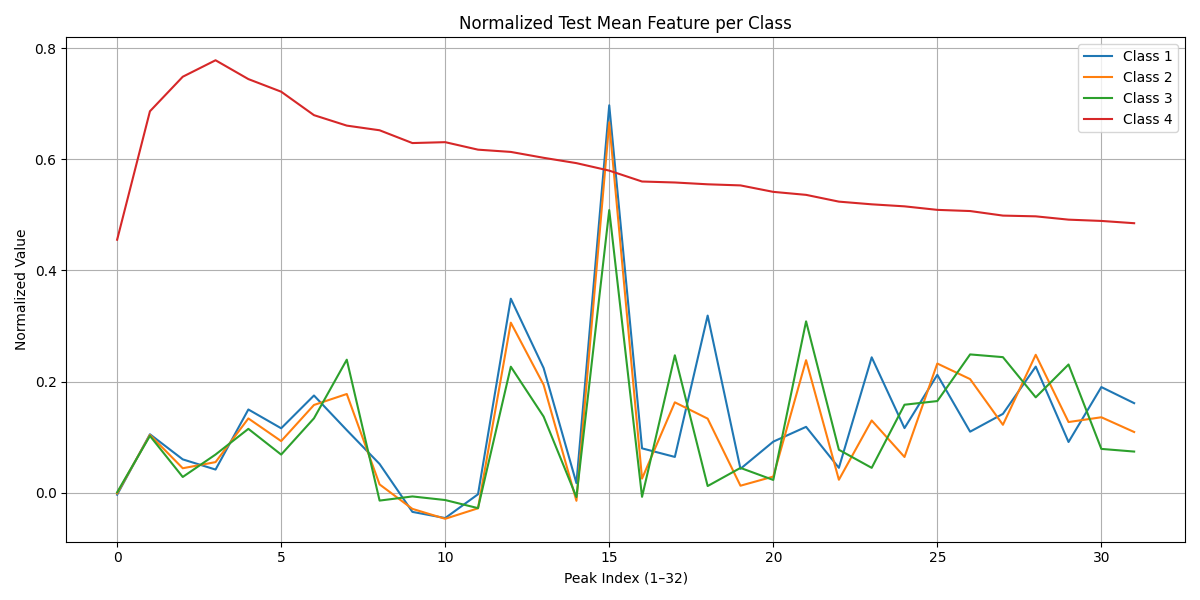 Normalized Test Mean Feature per Class
Normalized Value
0.8
0.6
0.4
0.2
0.0
Class 1
Class 2
Class 3
Class 4
0 5 10 15 20 25 30
Peak Index (1–32)